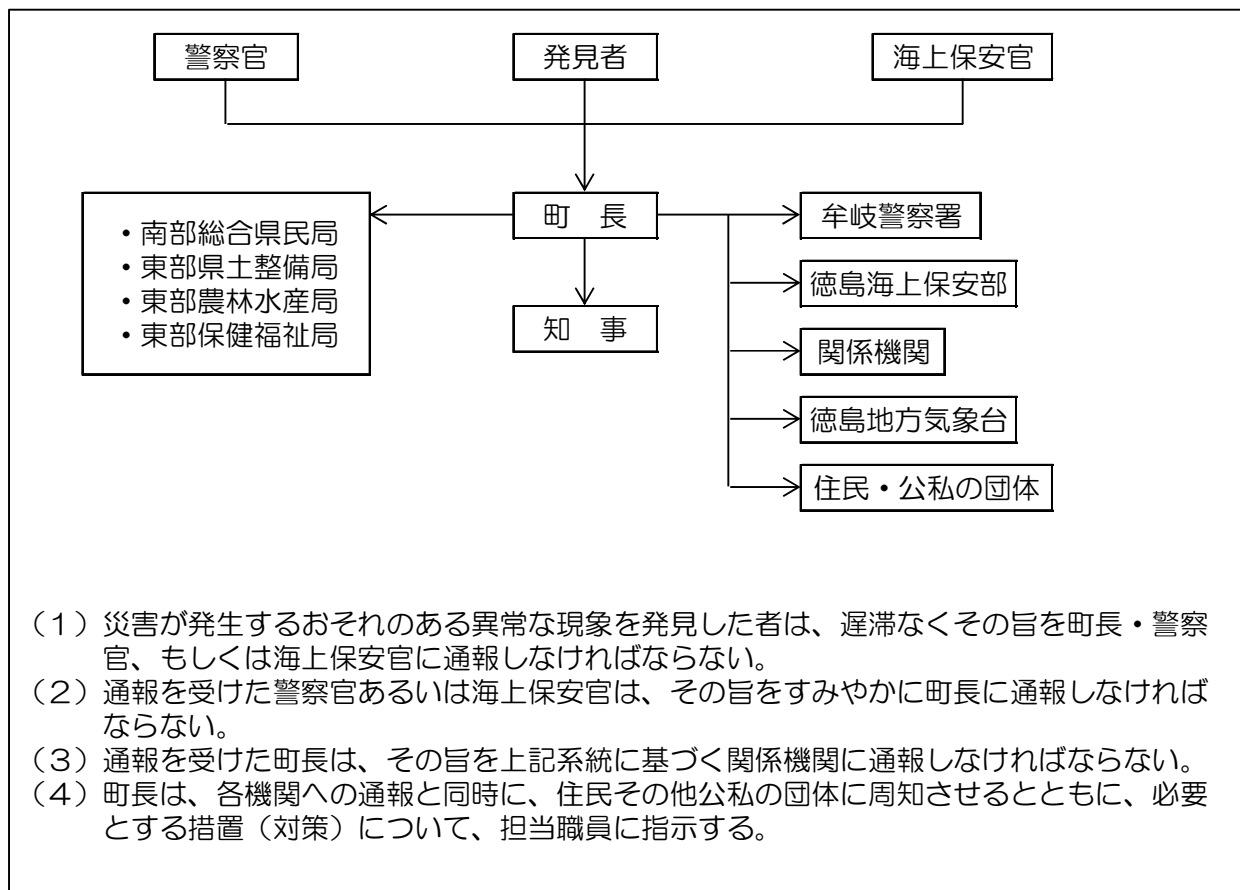 警察官
発見者
海上保安官
町　長
・南部総合県民局
・東部県土整備局
・東部農林水産局
・東部保健福祉局
知　事
牟岐警察署
徳島海上保安部
関係機関
徳島地方気象台
住民・公私の団体
（１）災害が発生するおそれのある異常な現象を発見した者は、遅滞なくその旨を町長・警察
官、もしくは海上保安官に通報しなければならない。
（２）通報を受けた警察官あるいは海上保安官は、その旨をすみやかに町長に通報しなければ
ならない。
（３）通報を受けた町長は、その旨を上記系統に基づく関係機関に通報しなければならない。
（４）町長は、各機関への通報と同時に、住民その他公私の団体に周知させるとともに、必要
とする措置（対策）について、担当職員に指示する。